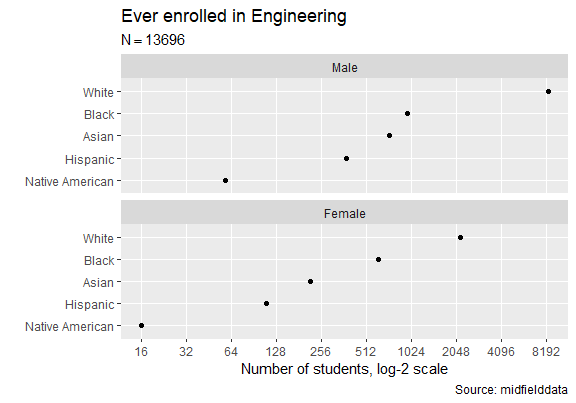 Ever enrolled in Engineering
N = 13696
Male
White
Black
Asian
Hispanic
Native American
Female
White
Black
Asian
Hispanic
Native American
16 32 64 128 256 512 1024 2048 4096 8192
Number of students, log-2 scale
Source: midfielddata